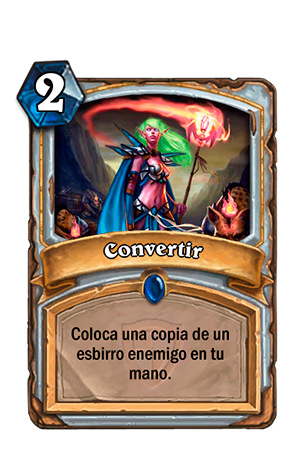 2
Convertir
Coloca una copia de un
esbirro enemigo en tu
mano.